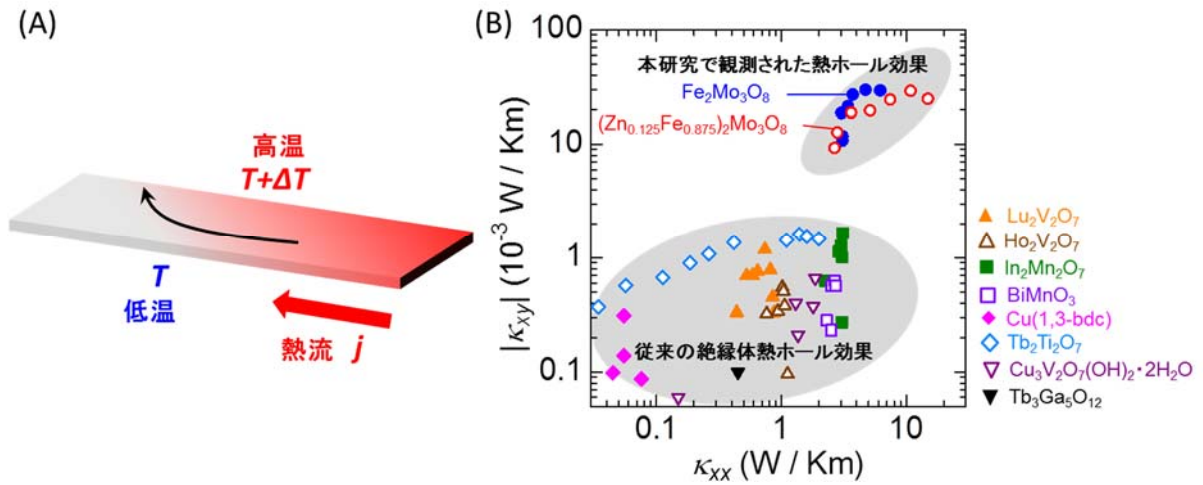 (A)
高温
T+ΔT
T
低温
熱流 j
(B)
|κxy| (10⁻³ W / Km)
100
10
1
0.1
本研究で観測された熱ホール効果
Fe₂Mo₃O₈
(Zn₀.₁₂₅Fe₀.₈₇₅)₂Mo₃O₈
従来の絶縁体熱ホール効果
0.1
1
10
κxx (W / Km)
Lu₂V₂O₇
Ho₂V₂O₇
In₂Mn₂O₇
BiMnO₃
Cu(1,3-bdc)
Tb₂Ti₂O₇
Cu₃V₂O₇(OH)₂・2H₂O
Tb₃Ga₅O₁₂